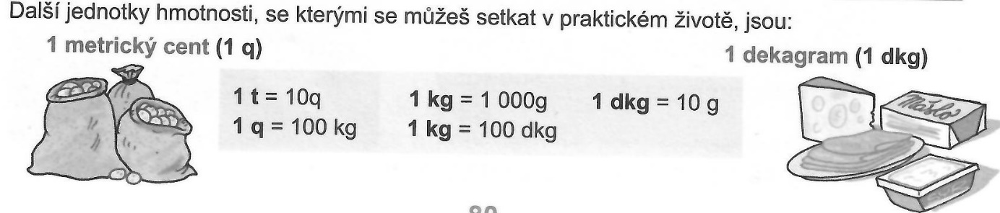 Další jednotky hmotnosti, se kterými se můžeš setkat v praktickém životě, jsou:
1 metrický cent (1 q)
1 dekagram (1 dkg)
1 t = 10q
1 kg = 1 000g
1 dkg = 10 g
1 q = 100 kg
1 kg = 100 dkg
Máslo